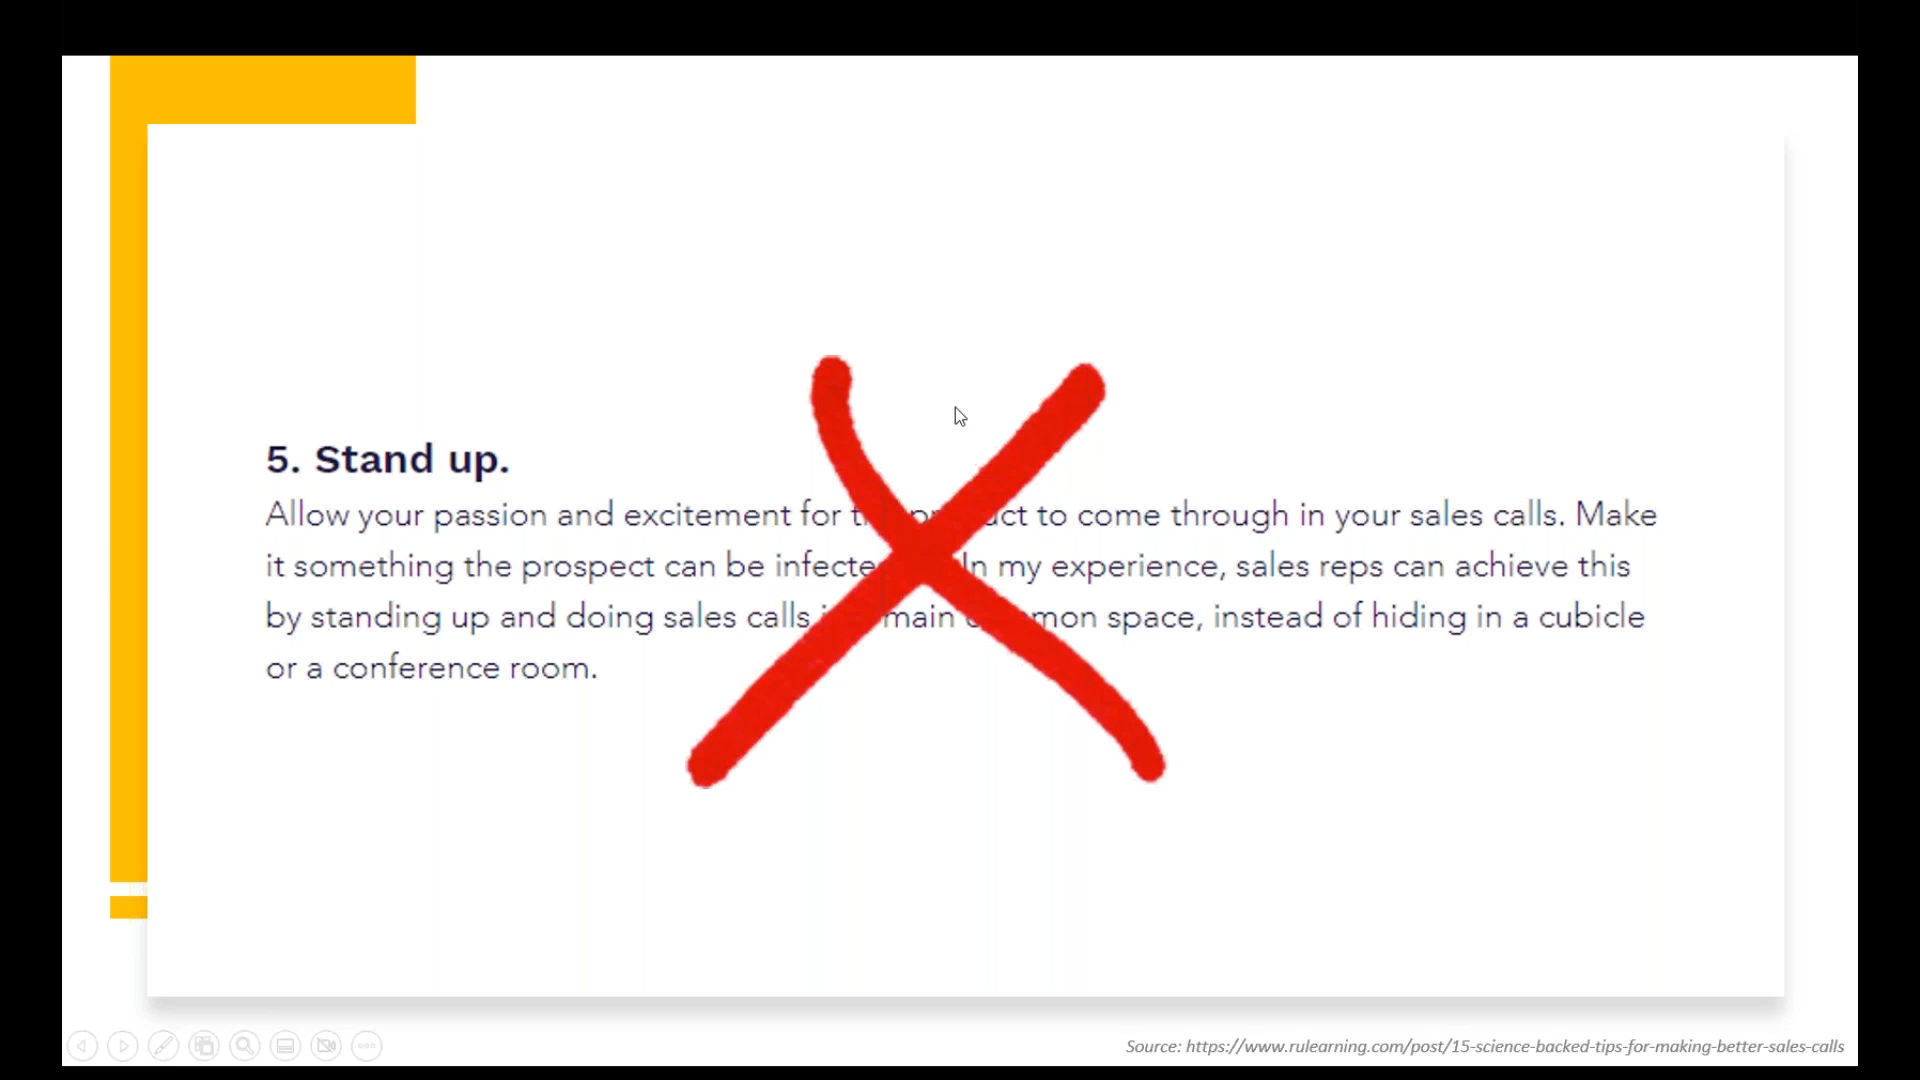 5. Stand up.
Allow your passion and excitement for the product to come through in your sales calls. Make
it something the prospect can be infected In my experience, sales reps can achieve this
by standing up and doing sales calls main common space, instead of hiding in a cubicle
or a conference room.
Source: https://www.rulearning.com/post/15-science-backed-tips-for-making-better-sales-calls